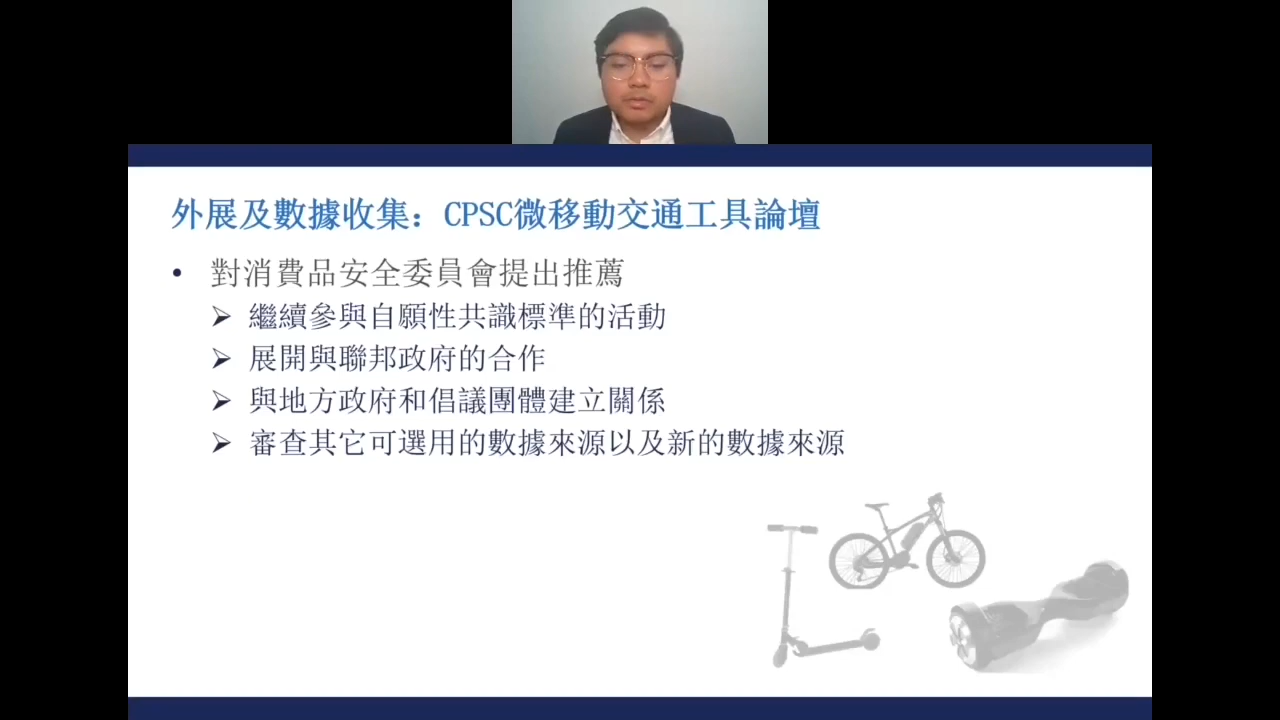 外展及數據收集：CPSC微移動交通工具論壇
• 對消費品安全委員會提出推薦
➢ 繼續參與自願性共識標準的活動
➢ 展開與聯邦政府的合作
➢ 與地方政府和倡議團體建立關係
➢ 審查其它可選用的數據來源以及新的數據來源